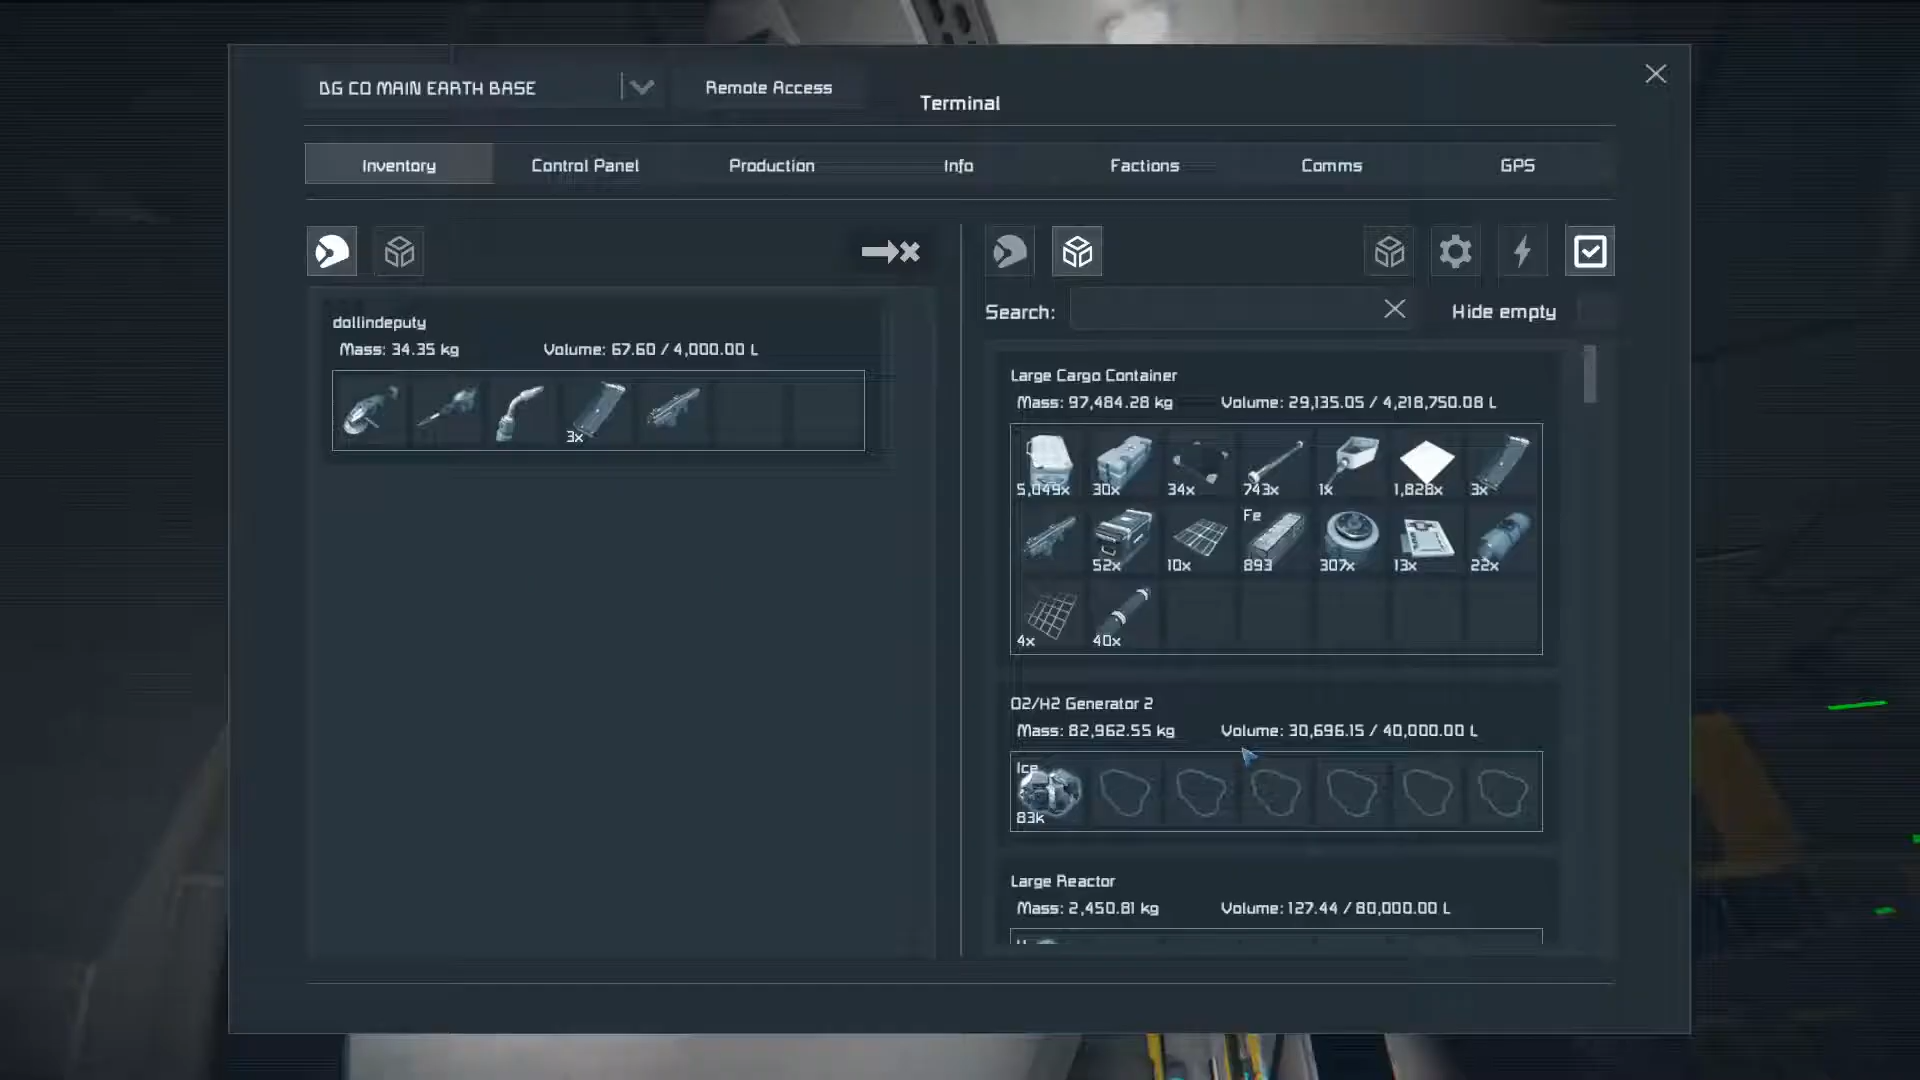 DG CO MAIN EARTH BASE
Remote Access
Terminal
Inventory
Control Panel
Production
Info
Factions
Comms
GPS
dollindeputy
Mass: 34.35 kg
Volume: 67.60 / 4,000.00 L
3x
Search:
Hide empty
Large Cargo Container
Mass: 97,484.28 kg
Volume: 29,135.05 / 4,218,750.08 L
5,049x
30x
34x
743x
1x
1,828x
3x
Fe
52x
10x
893
307x
13x
22x
4x
40x
O2/H2 Generator 2
Mass: 82,962.55 kg
Volume: 30,696.15 / 40,000.00 L
Ice
83k
Large Reactor
Mass: 2,450.81 kg
Volume: 127.44 / 80,000.00 L